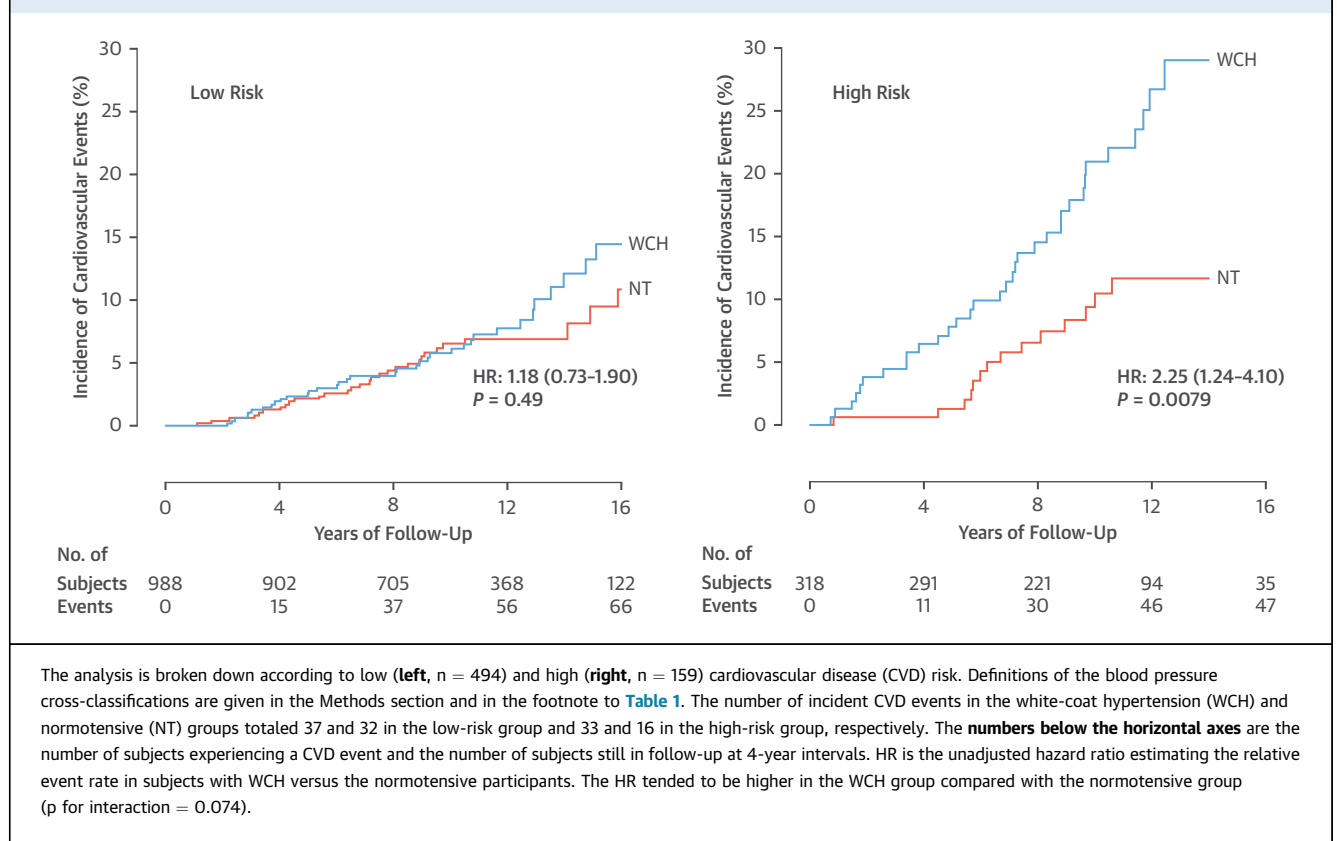 30
25
20
15
10
5
0
Incidence of Cardiovascular Events (%)
Low Risk
WCH
NT
HR: 1.18 (0.73–1.90)
P = 0.49
0 4 8 12 16
Years of Follow-Up
No. of
Subjects 988 902 705 368 122
Events 0 15 37 56 66
30
25
20
15
10
5
0
Incidence of Cardiovascular Events (%)
High Risk
WCH
NT
HR: 2.25 (1.24–4.10)
P = 0.0079
0 4 8 12 16
Years of Follow-Up
No. of
Subjects 318 291 221 94 35
Events 0 11 30 46 47
The analysis is broken down according to low (left, n = 494) and high (right, n = 159) cardiovascular disease (CVD) risk. Definitions of the blood pressure
cross-classifications are given in the Methods section and in the footnote to Table 1. The number of incident CVD events in the white-coat hypertension (WCH) and
normotensive (NT) groups totaled 37 and 32 in the low-risk group and 33 and 16 in the high-risk group, respectively. The numbers below the horizontal axes are the
number of subjects experiencing a CVD event and the number of subjects still in follow-up at 4-year intervals. HR is the unadjusted hazard ratio estimating the relative
event rate in subjects with WCH versus the normotensive participants. The HR tended to be higher in the WCH group compared with the normotensive group
(p for interaction = 0.074).